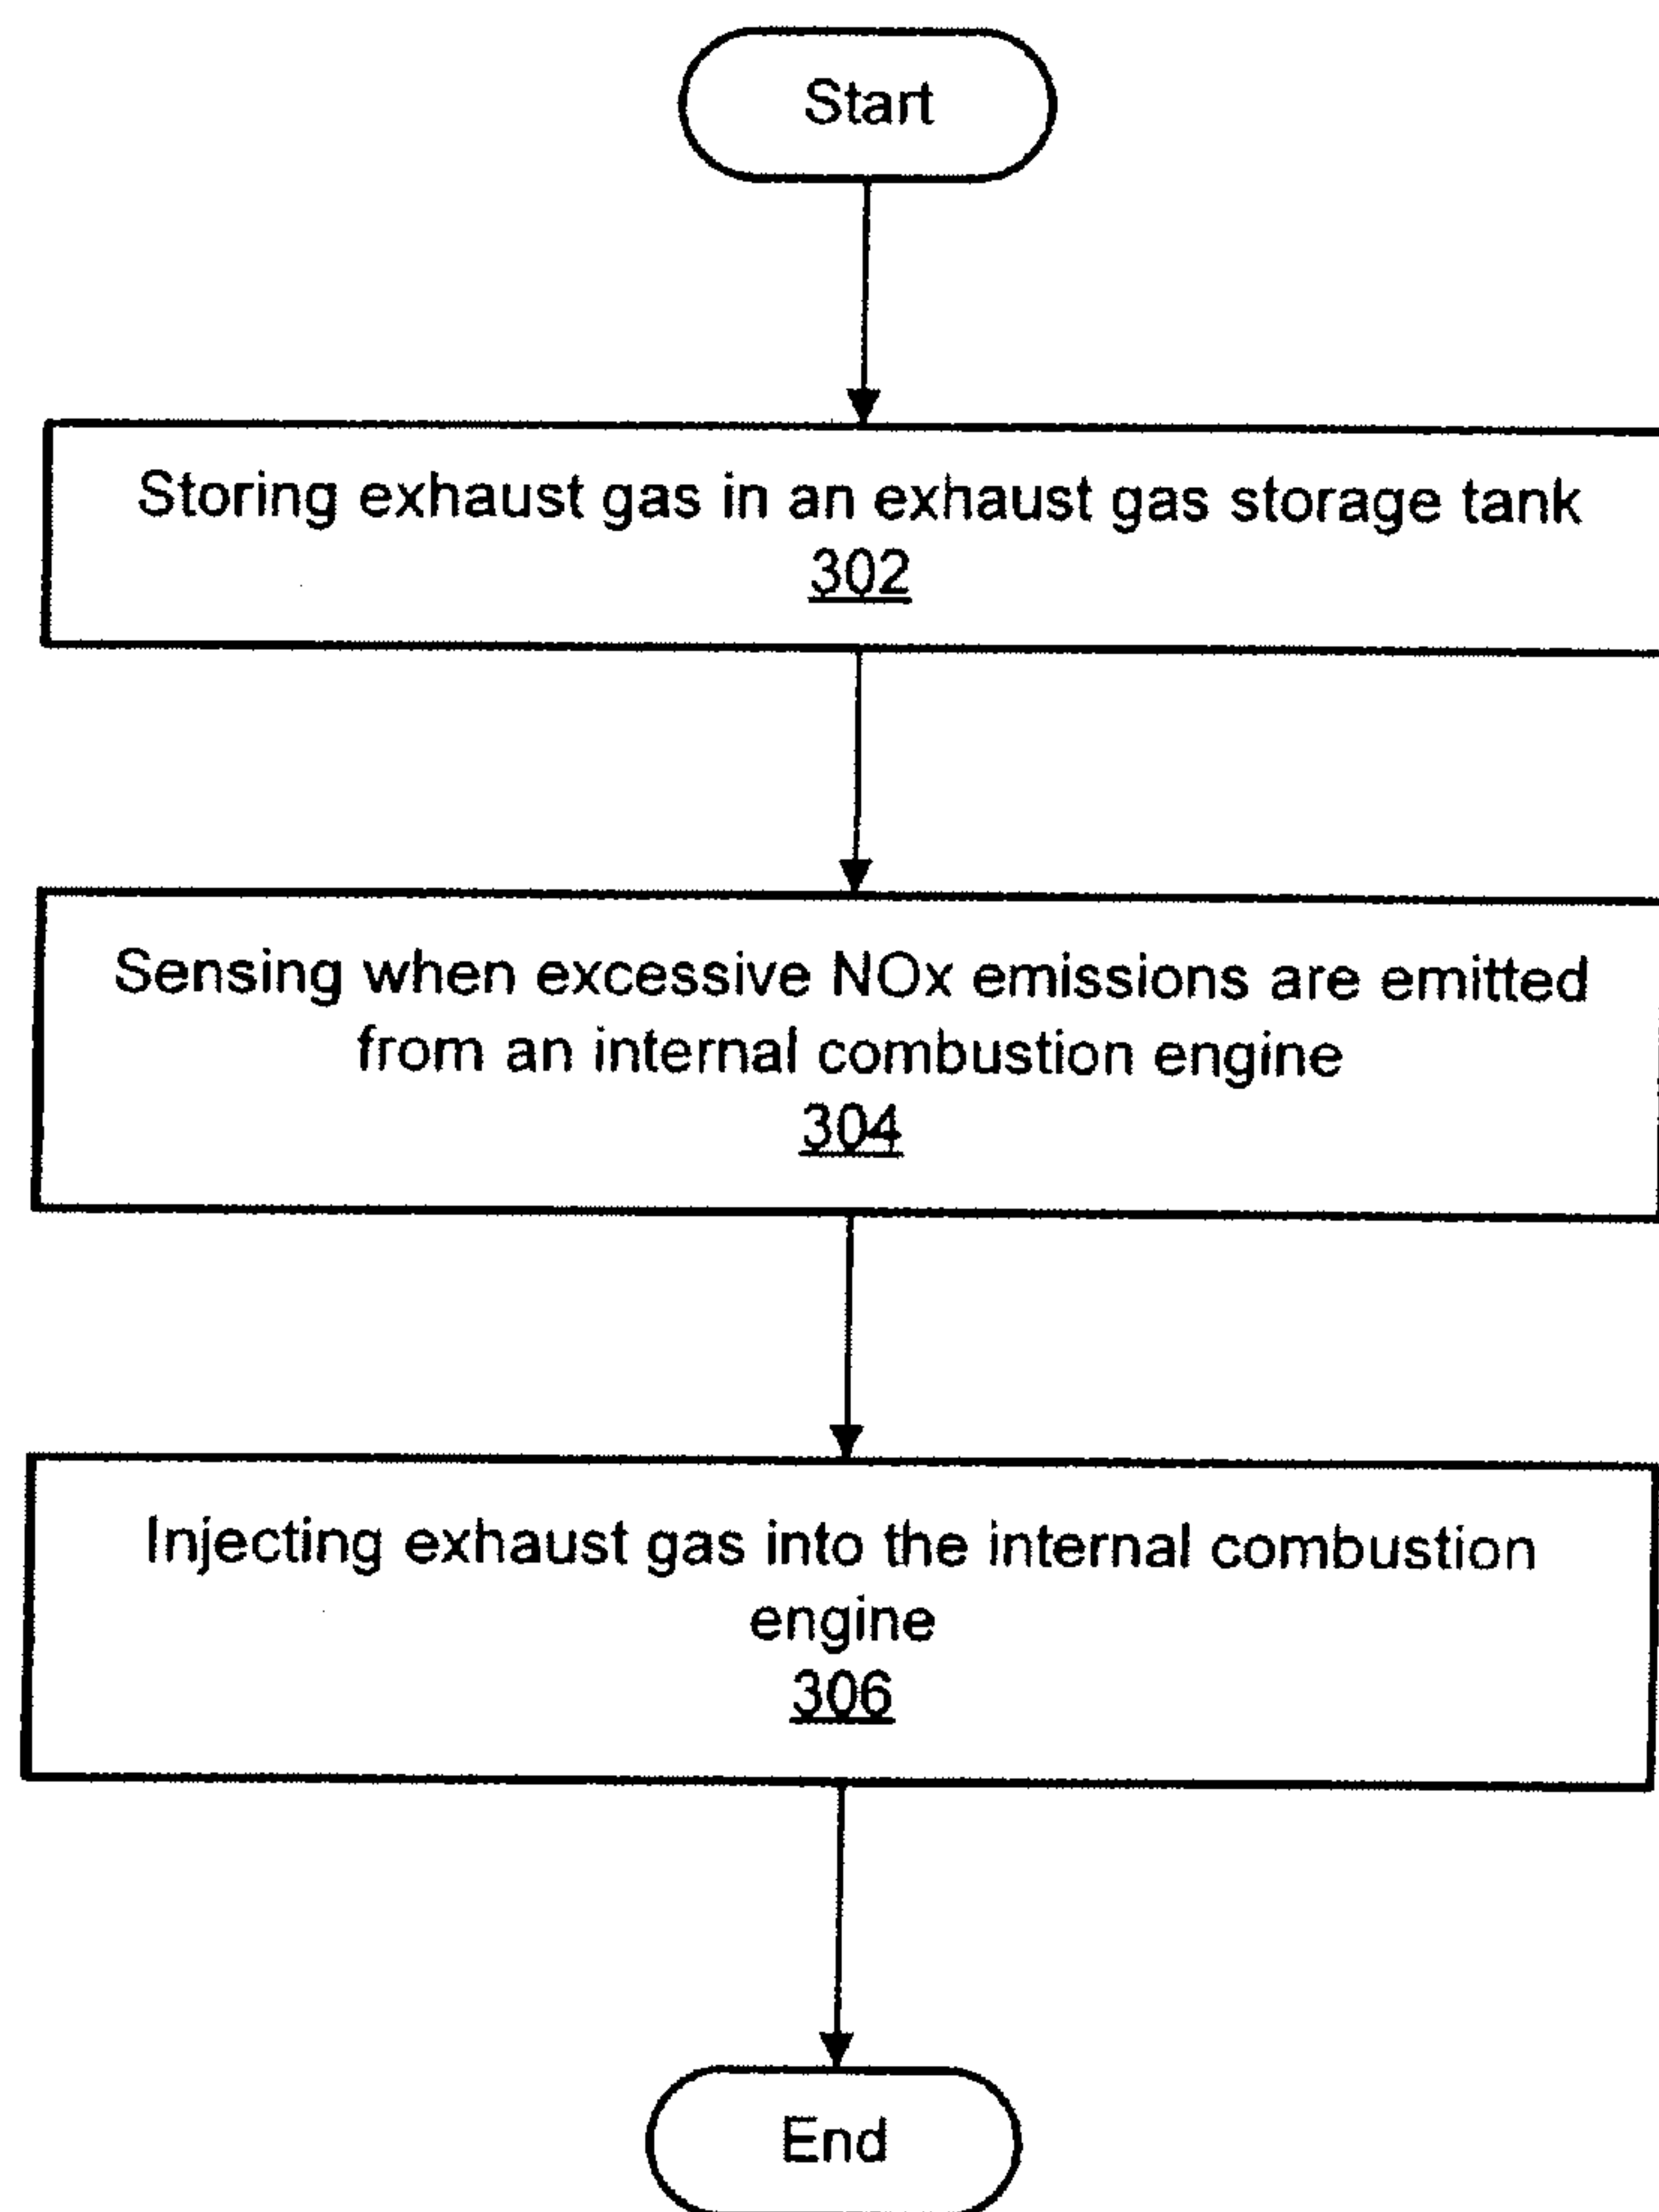 Start
Storing exhaust gas in an exhaust gas storage tank
302
Sensing when excessive NOx emissions are emitted
from an internal combustion engine
304
Injecting exhaust gas into the internal combustion
engine
306
End